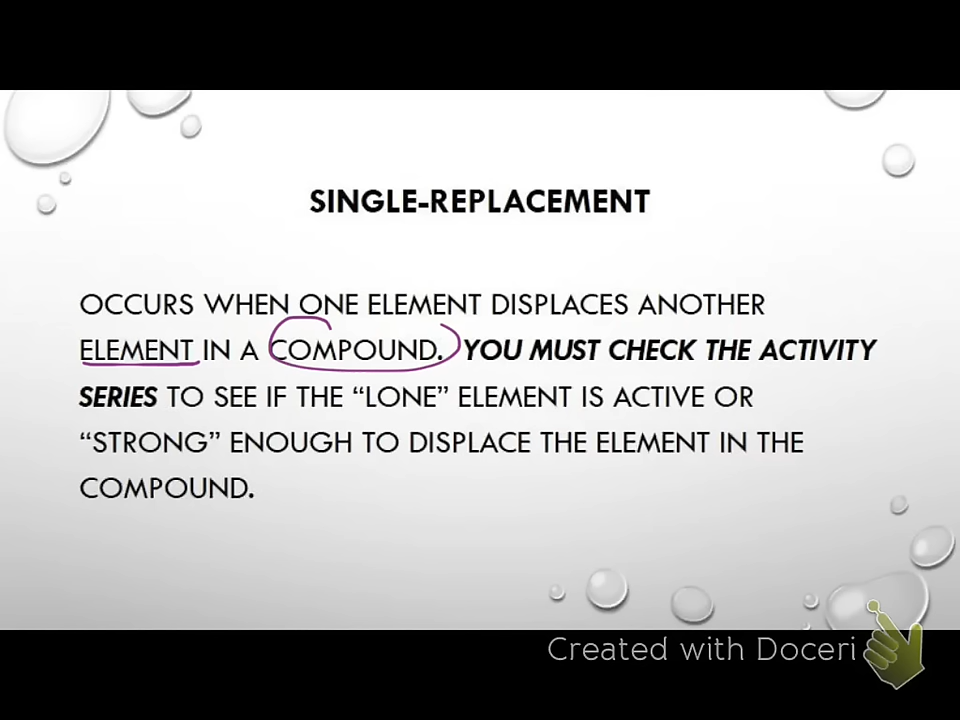 SINGLE-REPLACEMENT
OCCURS WHEN ONE ELEMENT DISPLACES ANOTHER
ELEMENT IN A COMPOUND. YOU MUST CHECK THE ACTIVITY
SERIES TO SEE IF THE “LONE” ELEMENT IS ACTIVE OR
“STRONG” ENOUGH TO DISPLACE THE ELEMENT IN THE
COMPOUND.
Created with Doceri